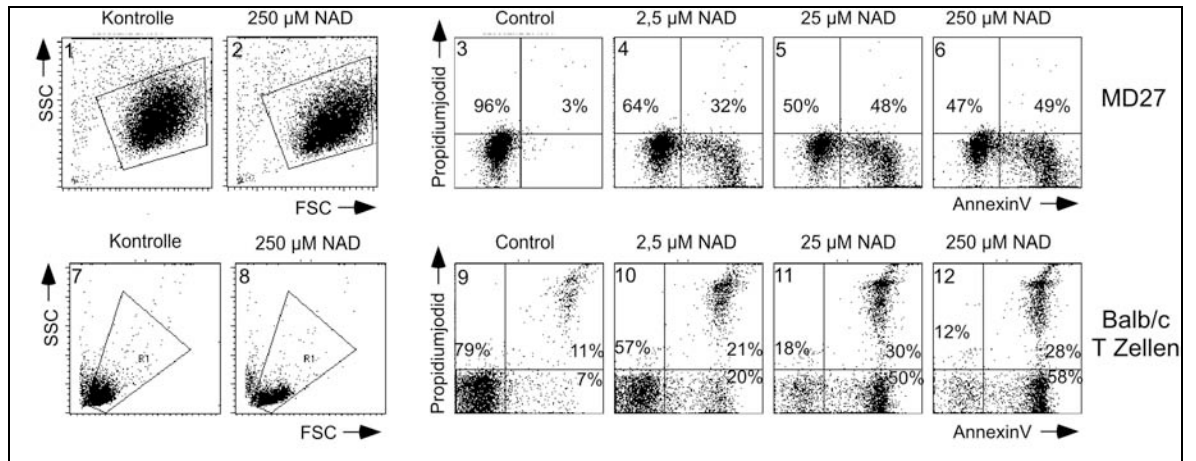 Kontrolle 250 µM NAD Control 2,5 µM NAD 25 µM NAD 250 µM NAD
SSC 1 2 Propidiumjodid 3 4 5 6
96% 3% 64% 32% 50% 48% 47% 49% MD27
FSC AnnexinV
Kontrolle 250 µM NAD Control 2,5 µM NAD 25 µM NAD 250 µM NAD
SSC 7 8 Propidiumjodid 9 10 11 12
R1 R1 79% 11% 57% 21% 18% 30% 12% 28% Balb/c
7% 20% 50% 58% T Zellen
FSC AnnexinV